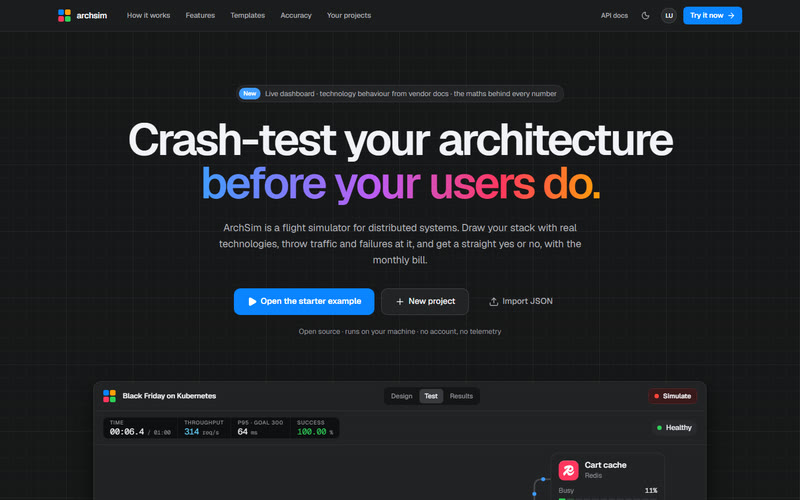 archsim
How it works
Features
Templates
Accuracy
Your projects
API docs
LU
Try it now
New
Live dashboard · technology behaviour from vendor docs · the maths behind every number
Crash-test your architecture
before your users do.
ArchSim is a flight simulator for distributed systems. Draw your stack with real
technologies, throw traffic and failures at it, and get a straight yes or no, with the
monthly bill.
Open the starter example
New project
Import JSON
Open source · runs on your machine · no account, no telemetry
Black Friday on Kubernetes
Design
Test
Results
Simulate
TIME
00:06.4 / 01:00
THROUGHPUT
314 req/s
P95 · GOAL 300
64 ms
SUCCESS
100.00 %
Healthy
Cart cache
Redis
Busy
11%